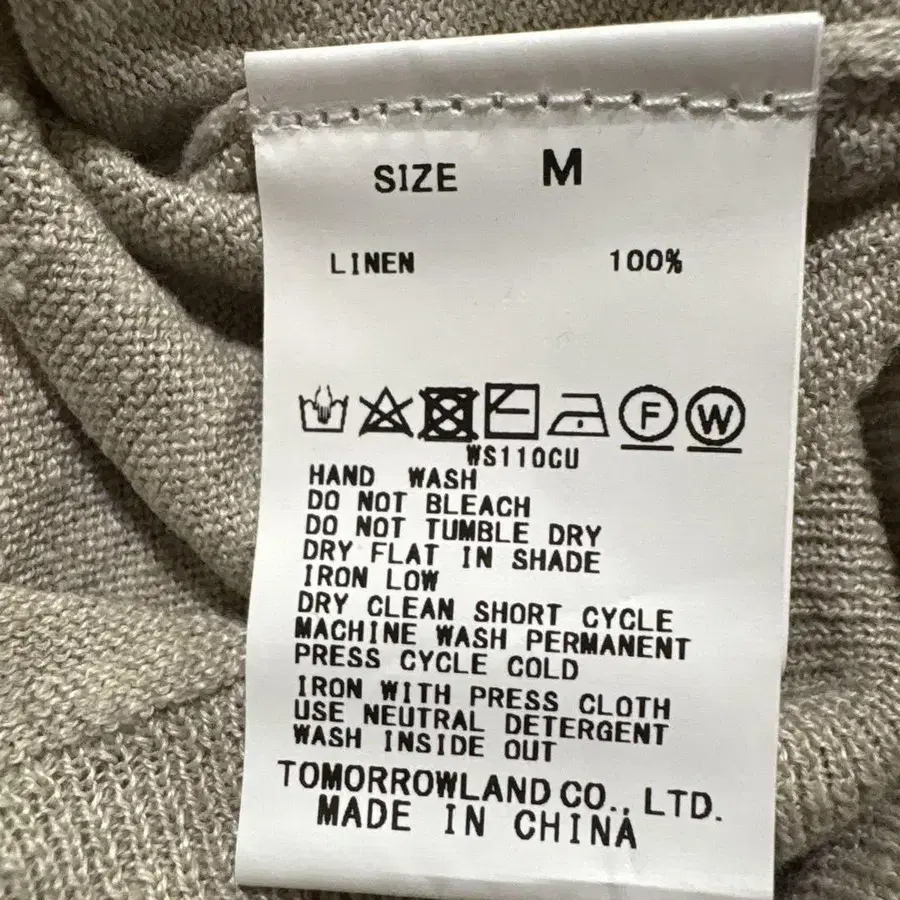 SIZE M
LINEN 100%
F W
WS110CU
HAND WASH
DO NOT BLEACH
DO NOT TUMBLE DRY
DRY FLAT IN SHADE
IRON LOW
DRY CLEAN SHORT CYCLE
MACHINE WASH PERMANENT
PRESS CYCLE COLD
IRON WITH PRESS CLOTH
USE NEUTRAL DETERGENT
WASH INSIDE OUT
TOMORROWLAND CO., LTD.
MADE IN CHINA